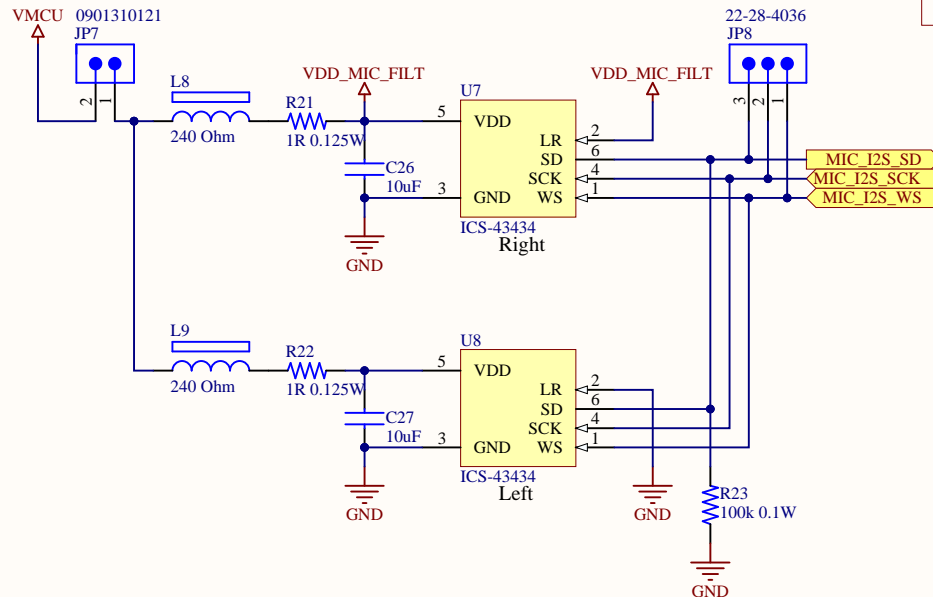 VMCU
0901310121
JP7
2
1
L8
240 Ohm
R21
1R 0.125W
VDD_MIC_FILT
C26
10uF
GND
U7
5
VDD
3
GND
LR
2
SD
6
SCK
4
WS
1
ICS-43434
Right
VDD_MIC_FILT
22-28-4036
JP8
3
2
1
MIC_I2S_SD
MIC_I2S_SCK
MIC_I2S_WS
L9
240 Ohm
R22
1R 0.125W
C27
10uF
GND
U8
5
VDD
3
GND
LR
2
SD
6
SCK
4
WS
1
ICS-43434
Left
GND
R23
100k 0.1W
GND